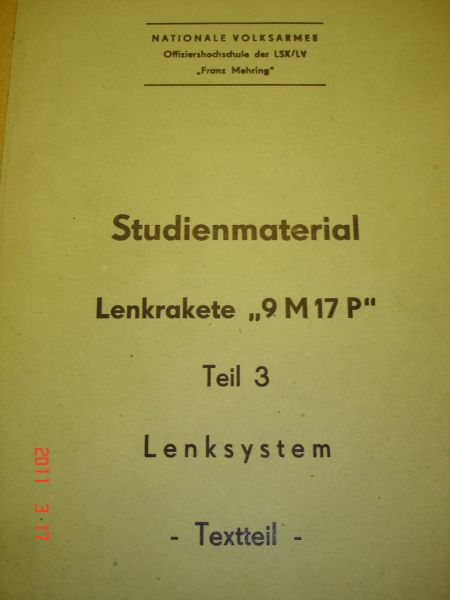 NATIONALE VOLKSARMEE
Offiziershochschule der LSK/LV
„Franz Mehring"
Studienmaterial
Lenkrakete „9 M 17 P"
Teil 3
Lenksystem
- Textteil -
2011 3.17